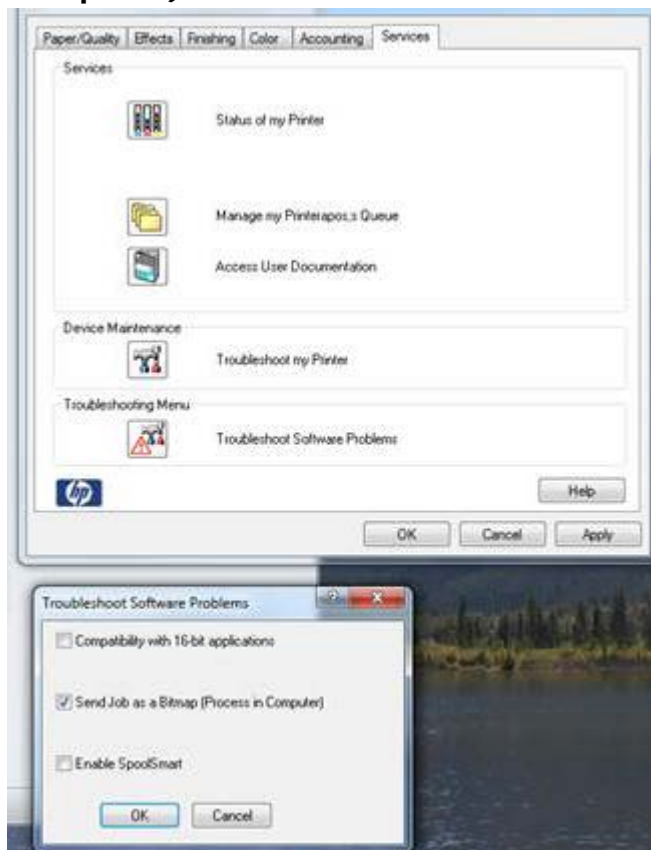 Paper/Quality Effects Finishing Color Accounting Services
Services
Status of my Printer
Manage my Printerapos,s Queue
Access User Documentation
Device Maintenance
Troubleshoot my Printer
Troubleshooting Menu
Troubleshoot Software Problems
hp
Help
OK Cancel Apply
Troubleshoot Software Problems
Compatibility with 16-bit applications
Send Job as a Bitmap (Process in Computer)
Enable SpoolSmart
OK Cancel